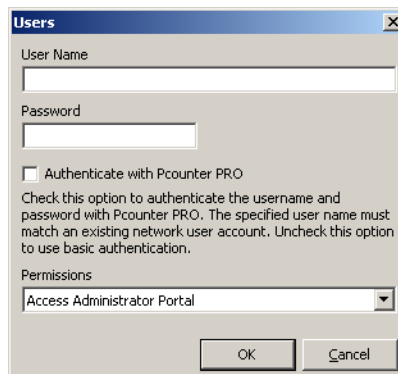 Users
User Name
Password
Authenticate with Pcounter PRO
Check this option to authenticate the username and
password with Pcounter PRO. The specified user name must
match an existing network user account. Uncheck this option
to use basic authentication.
Permissions
Access Administrator Portal
OK
Cancel